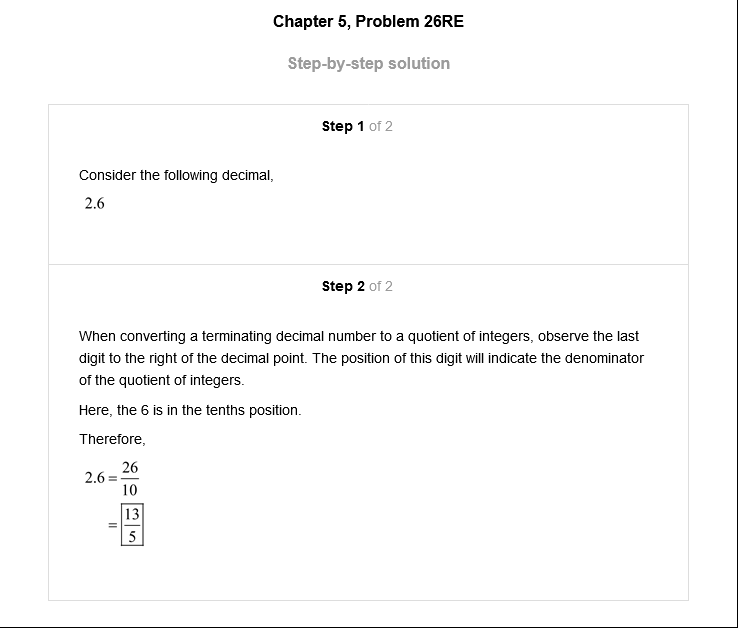 Chapter 5, Problem 26RE
Step-by-step solution
Step 1 of 2
Consider the following decimal,
2.6
Step 2 of 2
When converting a terminating decimal number to a quotient of integers, observe the last
digit to the right of the decimal point. The position of this digit will indicate the denominator
of the quotient of integers.
Here, the 6 is in the tenths position.
Therefore,
2.6 = 26/10
= 13/5